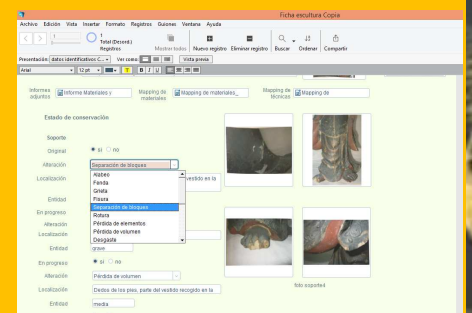 Ficha escultura Copia
Archivo Edición Vista Insertar Formato Registros Guiones Ventana Ayuda
1
1
Total (Desord.)
Registros
Mostrar todos Nuevo registro Eliminar registro Buscar Ordenar Compartir
Presentación: datos identificativos C... Ver como: Vista previa
Arial 12 pt B I U
Informes adjuntos Informe Materiales y Mapping de materiales Mapping de materiales_ Mapping de técnicas Mapping de
Estado de conservación
Soporte
Original si no
Alteración Separación de bloques
Localización vestido en la
Alabeo
Fenda
Grieta
Fisura
Separación de bloques
Rotura
Pérdida de elementos
Pérdida de volumen
Desgaste
Entidad
En progreso
Alteración
Localización
Entidad grave
En progreso si no
Alteración Pérdida de volumen
Localización Dedos de los pies, parte del vestido recogido en la
Entidad media
foto soporte4